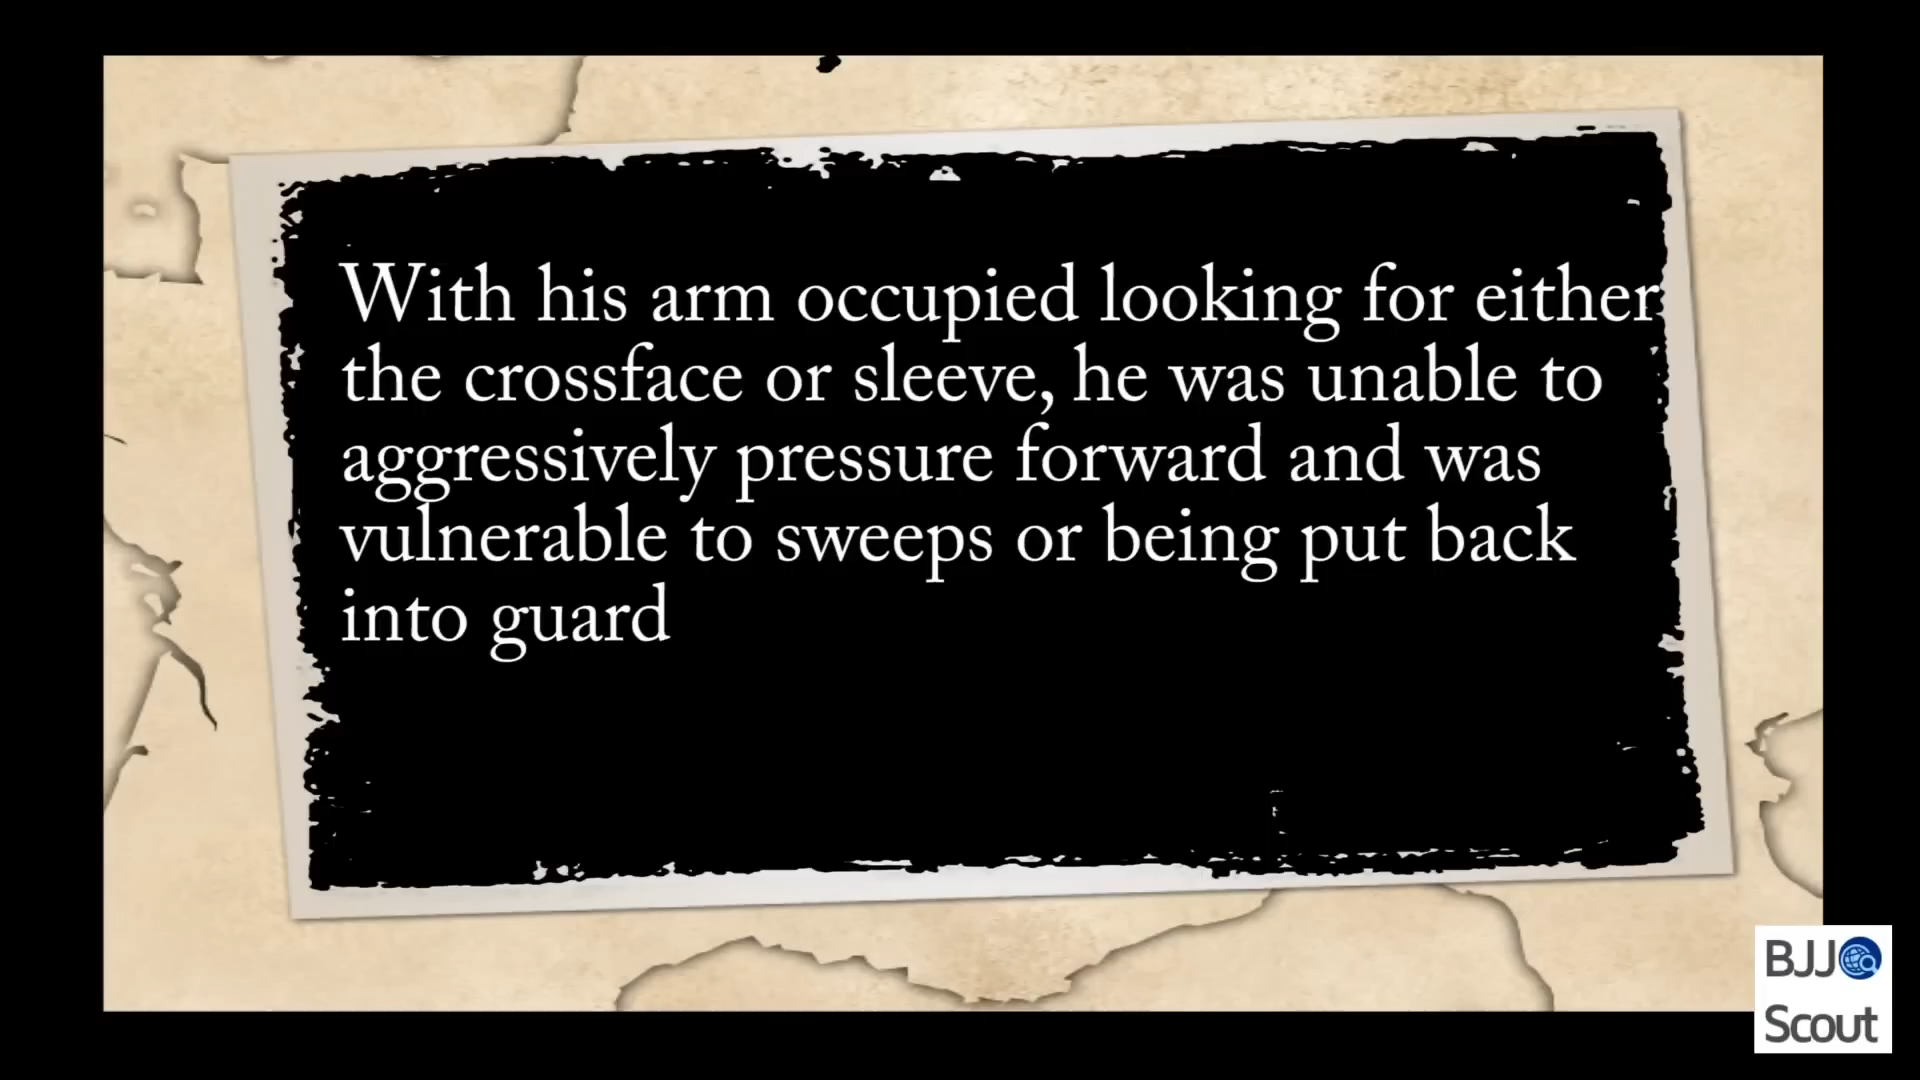 With his arm occupied looking for either
the crossface or sleeve, he was unable to
aggressively pressure forward and was
vulnerable to sweeps or being put back
into guard
BJJ
Scout